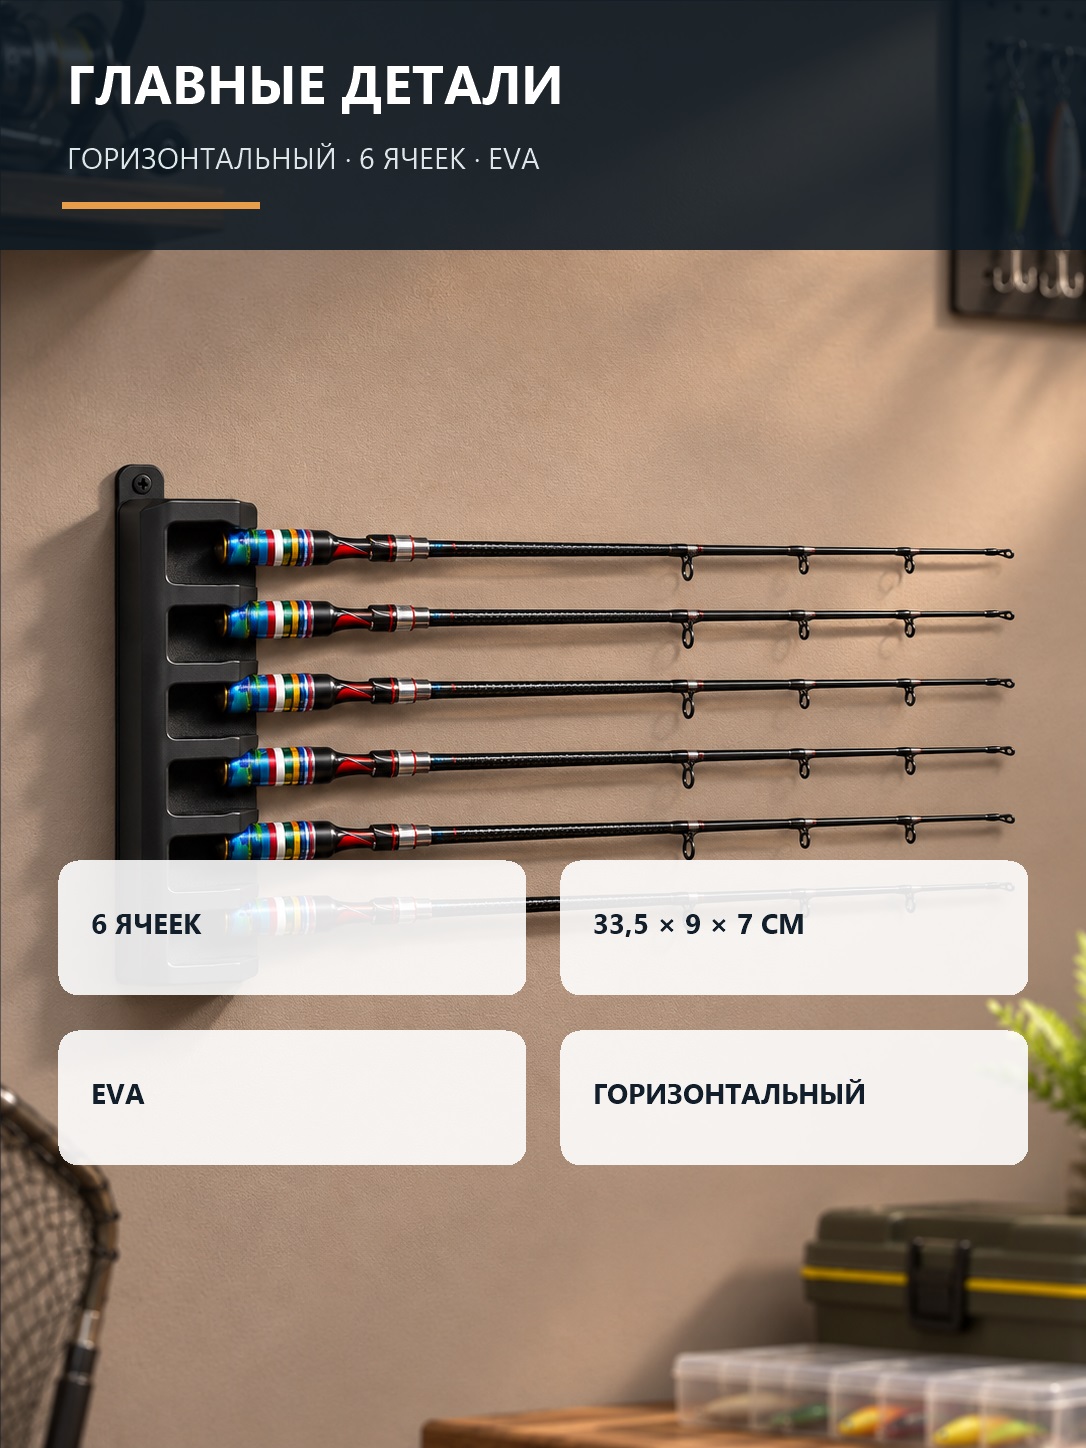 ГЛАВНЫЕ ДЕТАЛИ
ГОРИЗОНТАЛЬНЫЙ · 6 ЯЧЕЕК · EVA
6 ЯЧЕЕК
33,5 × 9 × 7 СМ
EVA
ГОРИЗОНТАЛЬНЫЙ